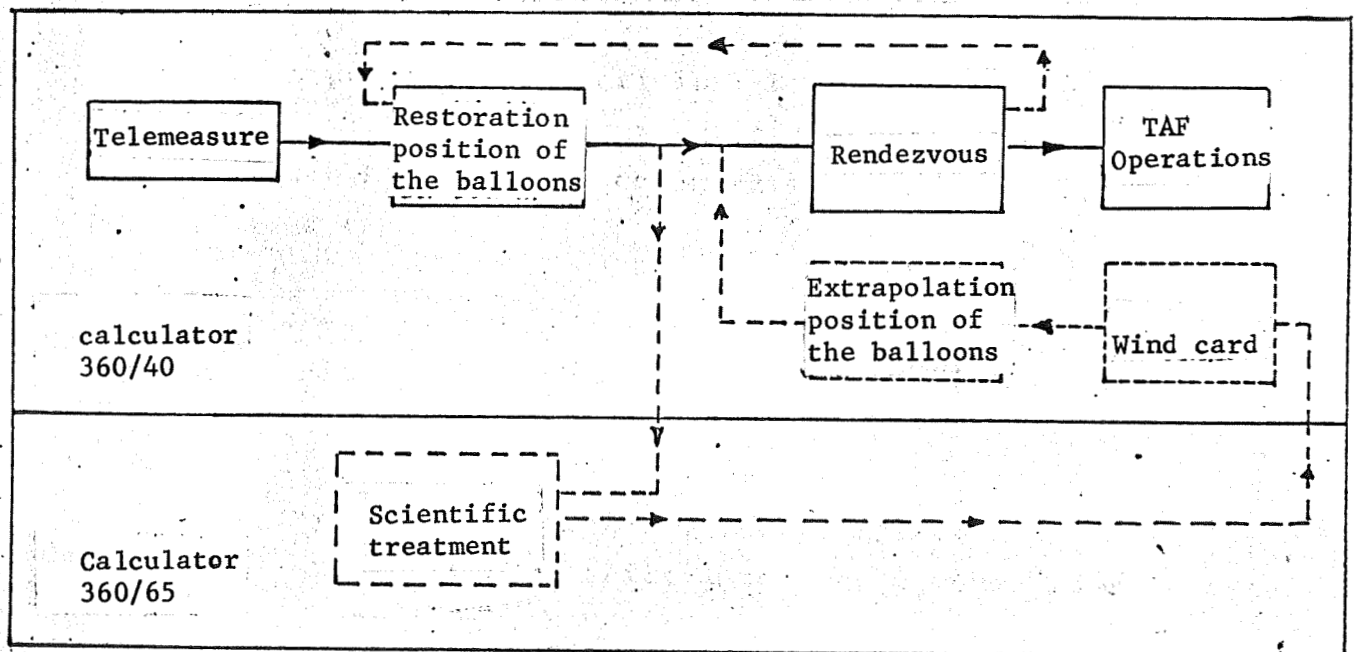 Telemeasure
Restoration
position of
the balloons
Rendezvous
TAF
Operations
Extrapolation
position of
the balloons
Wind card
calculator
360/40
Scientific
treatment
Calculator
360/65